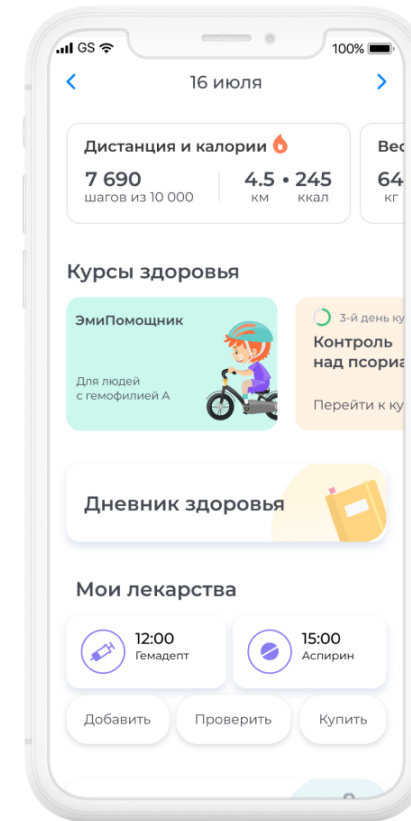 GS 100%
16 июля
Дистанция и калории Вес
7 690 4.5 • 245 64
шагов из 10 000 км ккал кг
Курсы здоровья
ЭмиПомощник
Для людей
с гемофилией А
3-й день ку
Контроль
над псориа
Перейти к ку
Дневник здоровья
Мои лекарства
12:00
Гемадепт
15:00
Аспирин
Добавить Проверить Купить